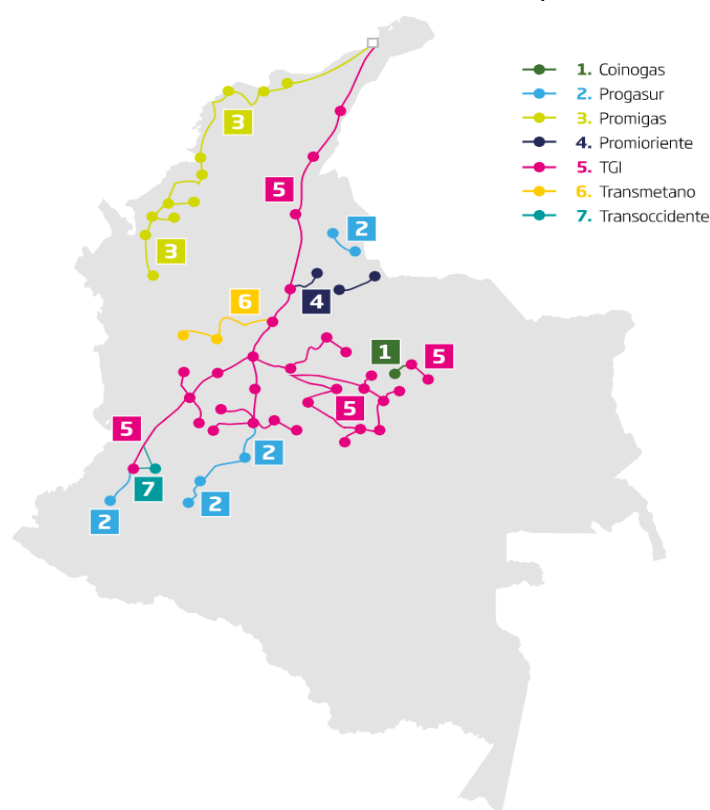 1. Coinogas
2. Progasur
3. Promigas
4. Promioriente
5. TGI
6. Transmetano
7. Transoccidente
3
5
2
3
6
4
1
5
5
5
2
7
2
2